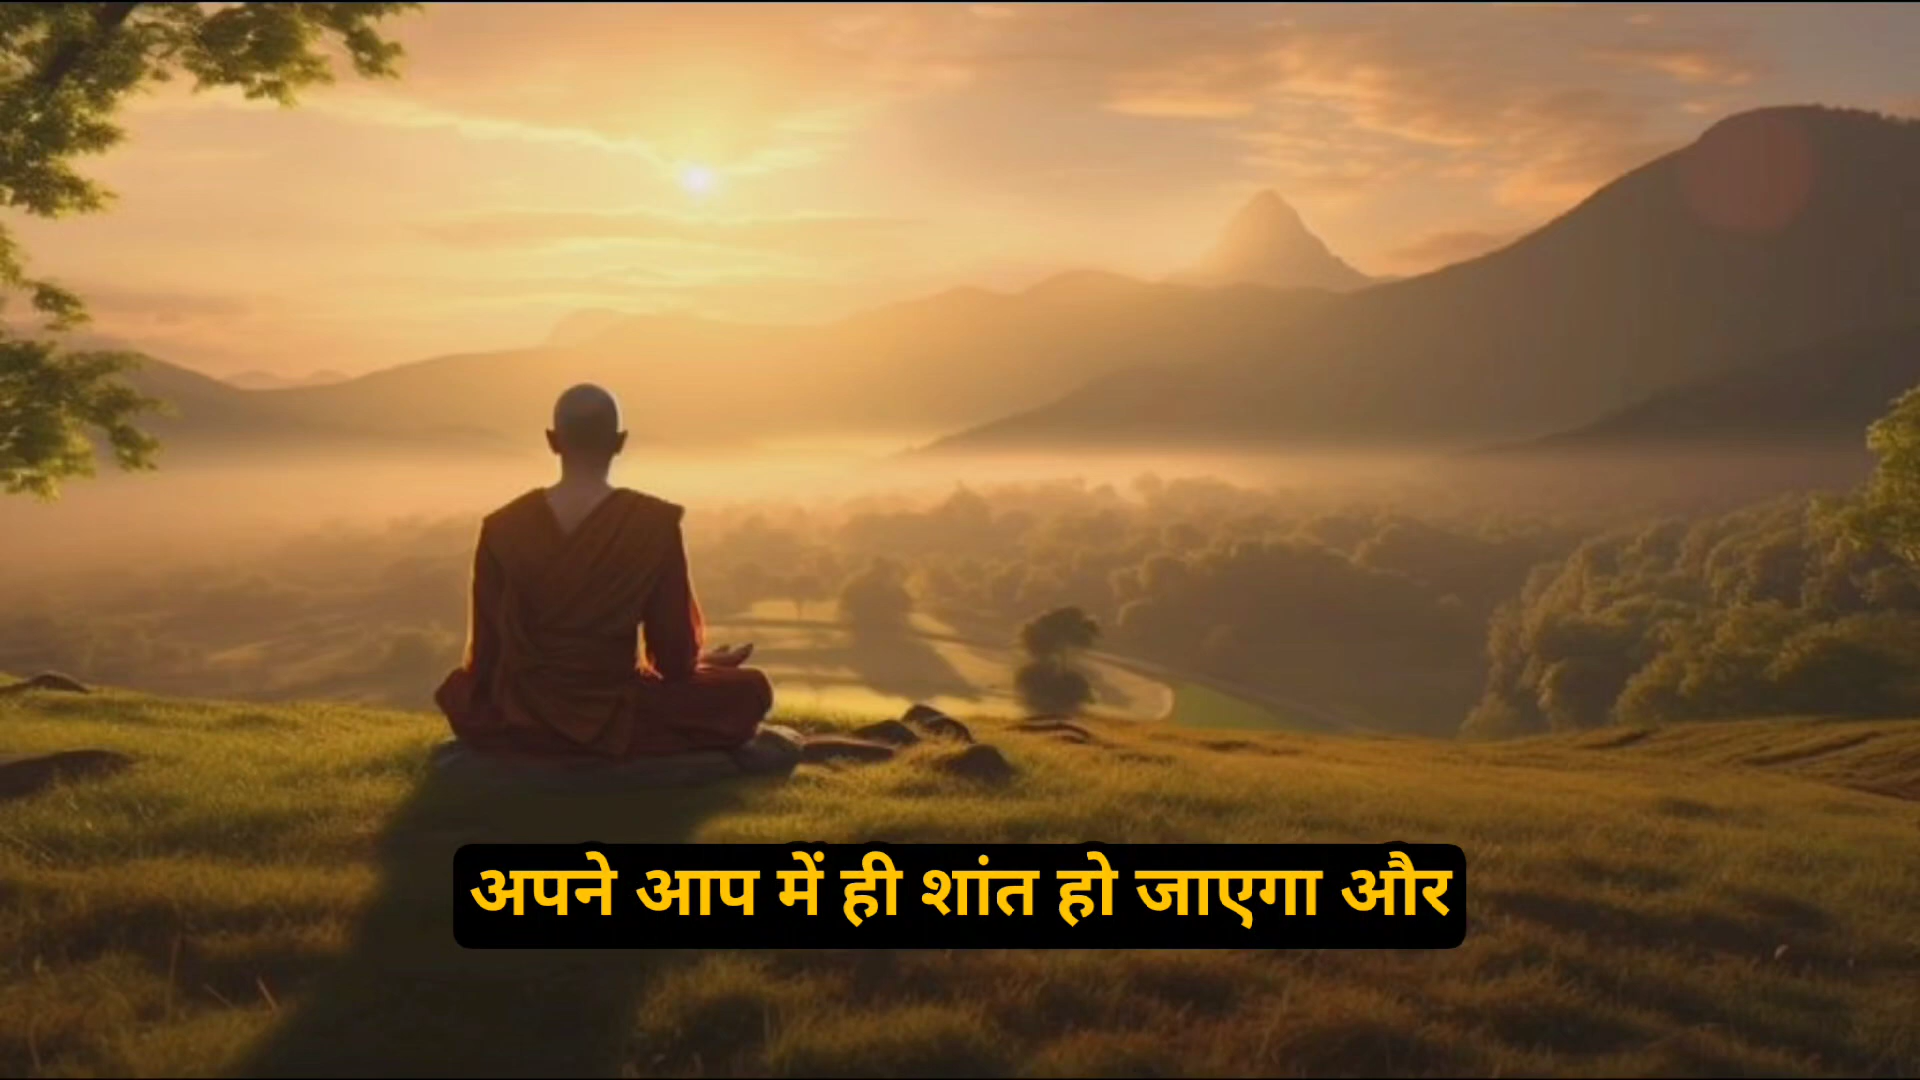 अपने आप में ही शांत हो जाएगा और